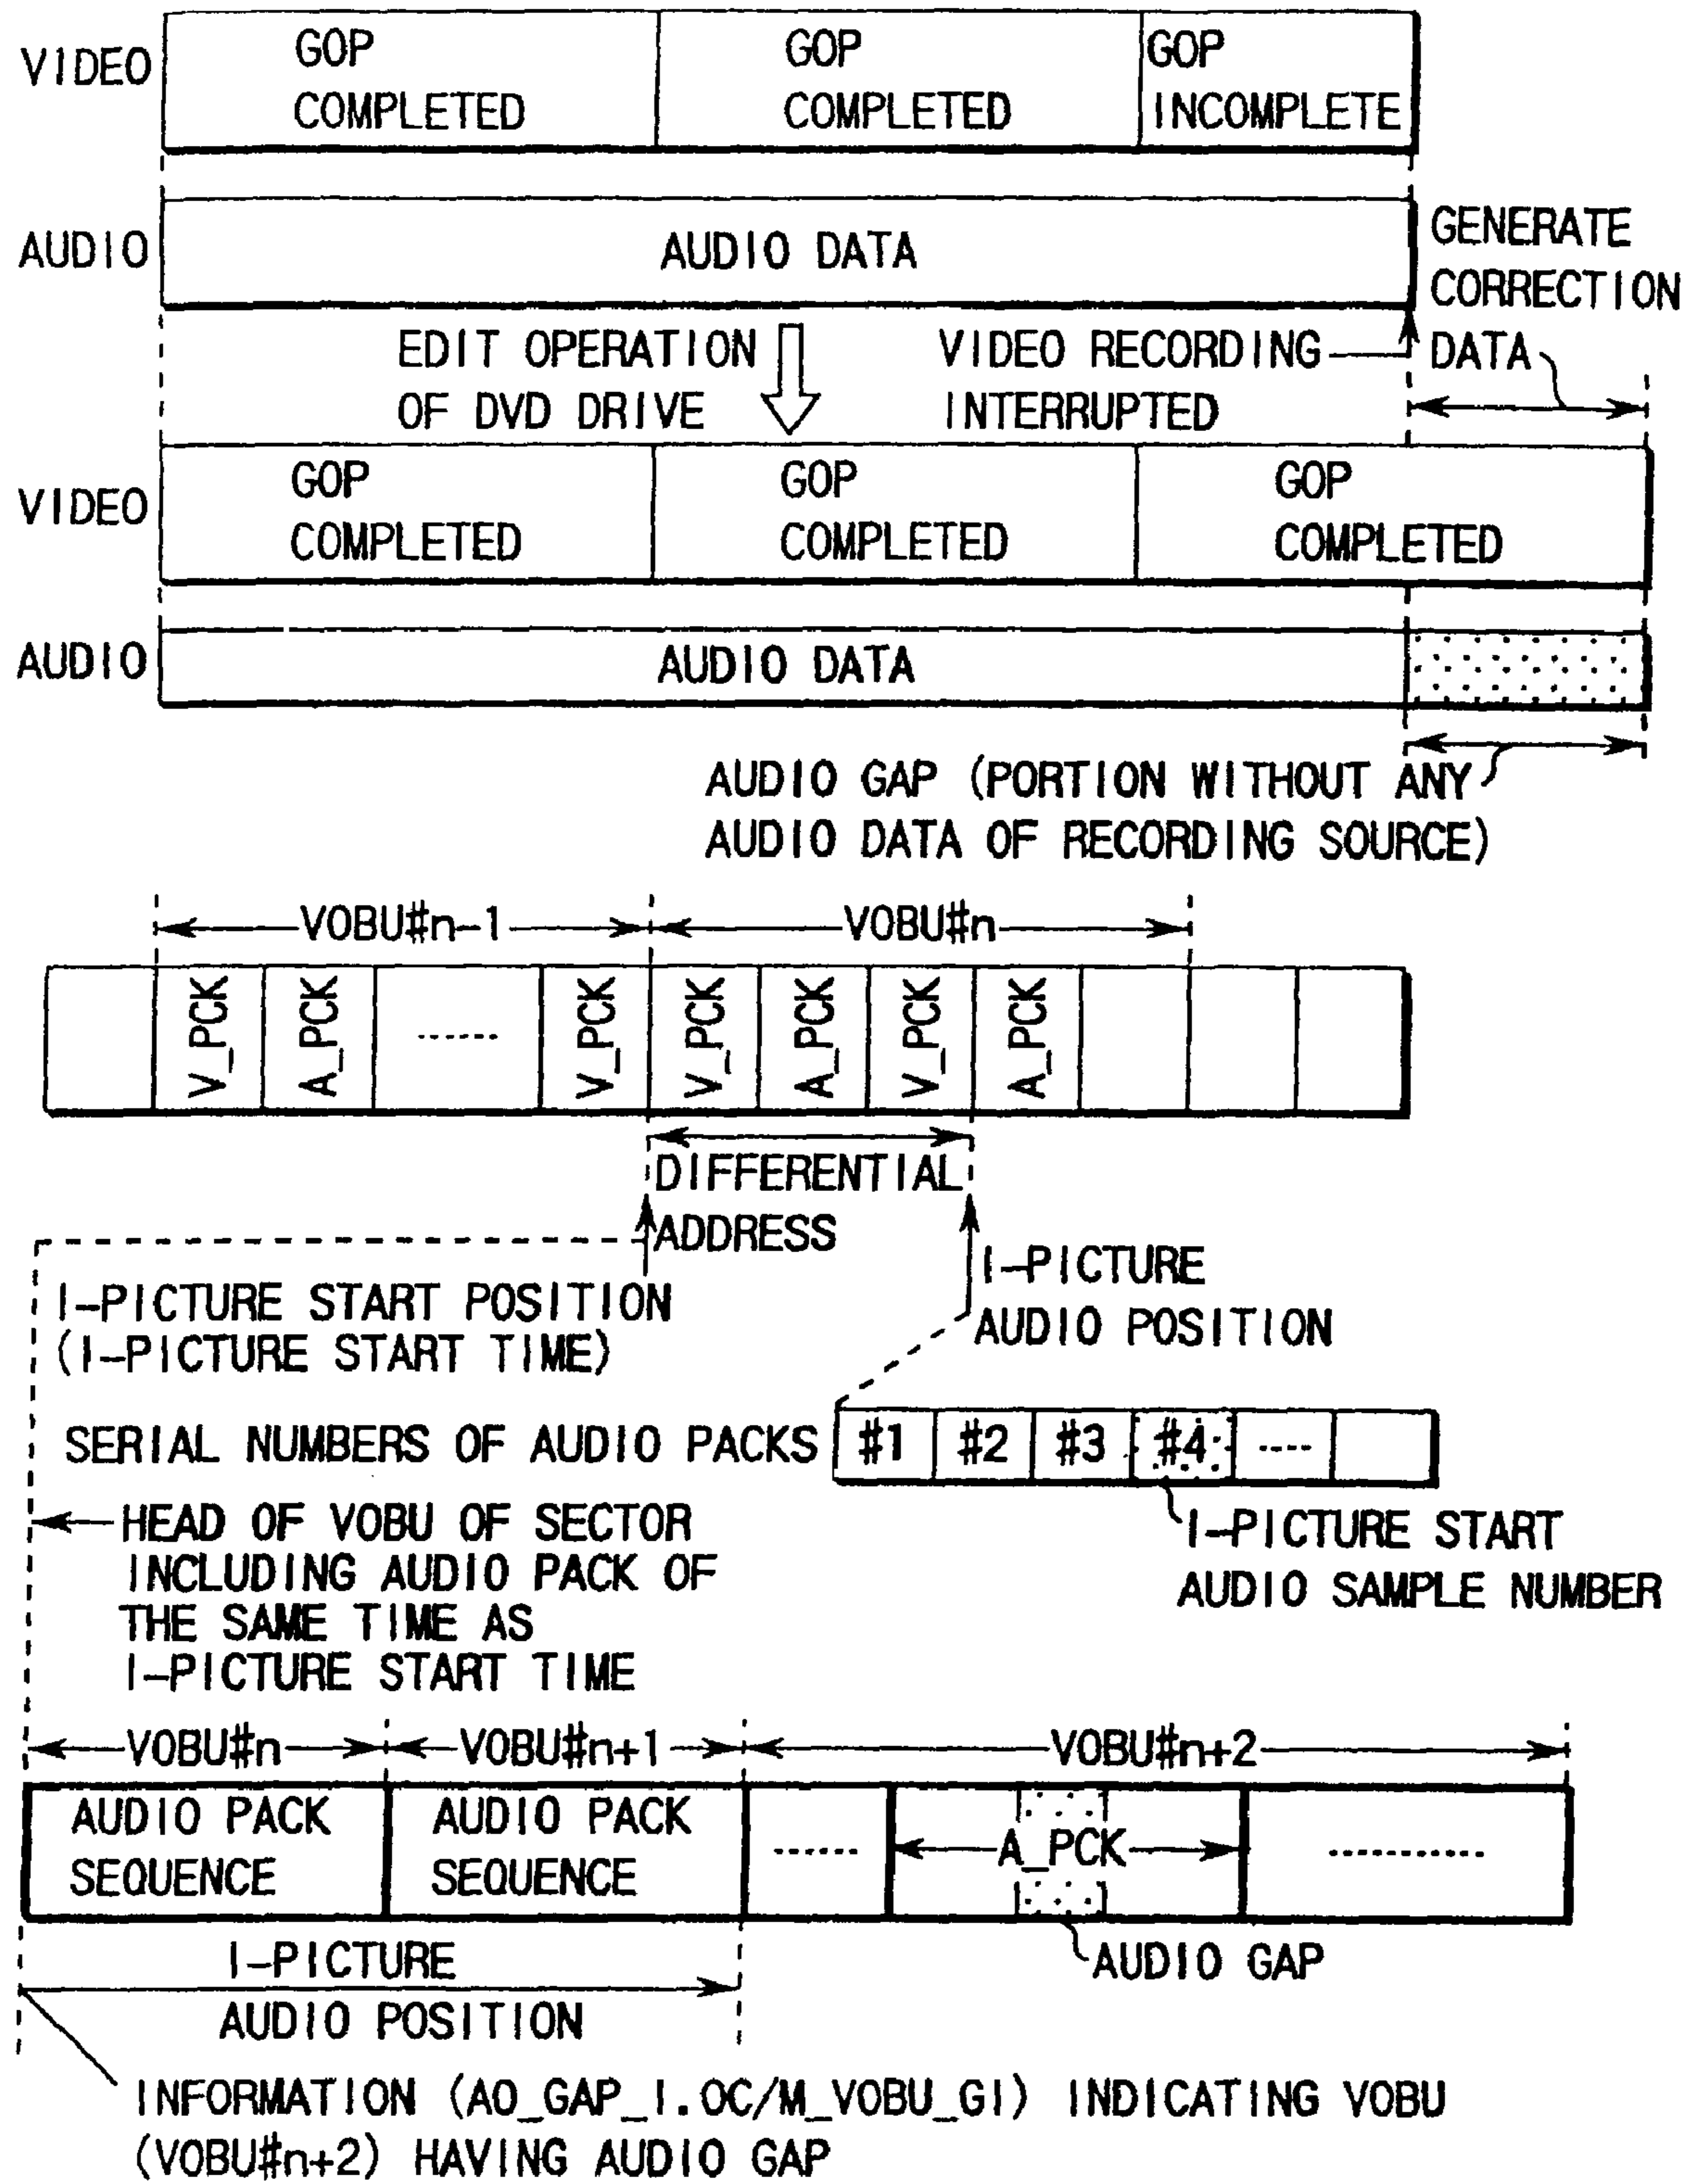 VIDEO
GOP
COMPLETED
GOP
COMPLETED
GOP
INCOMPLETE
AUDIO
AUDIO DATA
GENERATE
CORRECTION
DATA
EDIT OPERATION
OF DVD DRIVE
VIDEO RECORDING
INTERRUPTED
VIDEO
GOP
COMPLETED
GOP
COMPLETED
GOP
COMPLETED
AUDIO
AUDIO DATA
AUDIO GAP (PORTION WITHOUT ANY
AUDIO DATA OF RECORDING SOURCE)
VOBU#n-1
VOBU#n
V_PCK
A_PCK
V_PCK
V_PCK
A_PCK
V_PCK
A_PCK
DIFFERENTIAL
ADDRESS
I-PICTURE START POSITION
(I-PICTURE START TIME)
I-PICTURE
AUDIO POSITION
SERIAL NUMBERS OF AUDIO PACKS
#1
#2
#3
#4
I-PICTURE START
AUDIO SAMPLE NUMBER
HEAD OF VOBU OF SECTOR
INCLUDING AUDIO PACK OF
THE SAME TIME AS
I-PICTURE START TIME
VOBU#n
VOBU#n+1
VOBU#n+2
AUDIO PACK
SEQUENCE
AUDIO PACK
SEQUENCE
A_PCK
AUDIO GAP
I-PICTURE
AUDIO POSITION
INFORMATION (A0_GAP_I.OC/M_VOBU_GI) INDICATING VOBU
(VOBU#n+2) HAVING AUDIO GAP